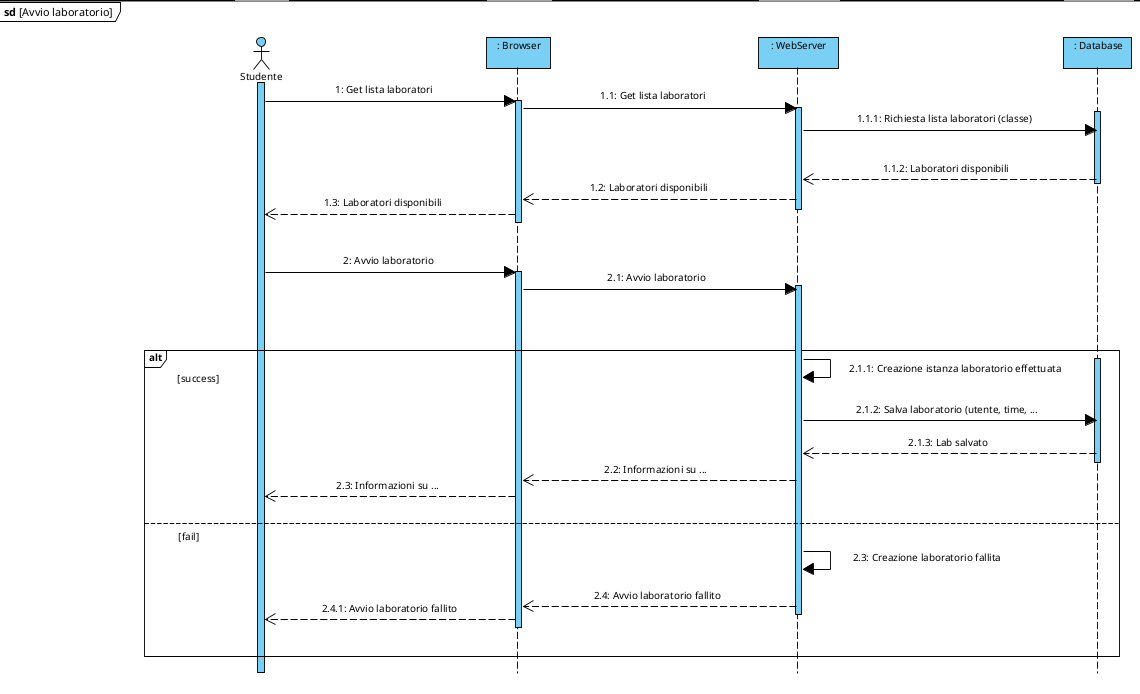 sd [Avvio laboratorio]
Studente
: Browser
: WebServer
: Database
1: Get lista laboratori
1.1: Get lista laboratori
1.1.1: Richiesta lista laboratori (classe)
1.1.2: Laboratori disponibili
1.2: Laboratori disponibili
1.3: Laboratori disponibili
2: Avvio laboratorio
2.1: Avvio laboratorio
alt
[success]
2.1.1: Creazione istanza laboratorio effettuata
2.1.2: Salva laboratorio (utente, time, ...
2.1.3: Lab salvato
2.2: Informazioni su ...
2.3: Informazioni su ...
[fail]
2.3: Creazione laboratorio fallita
2.4: Avvio laboratorio fallito
2.4.1: Avvio laboratorio fallito